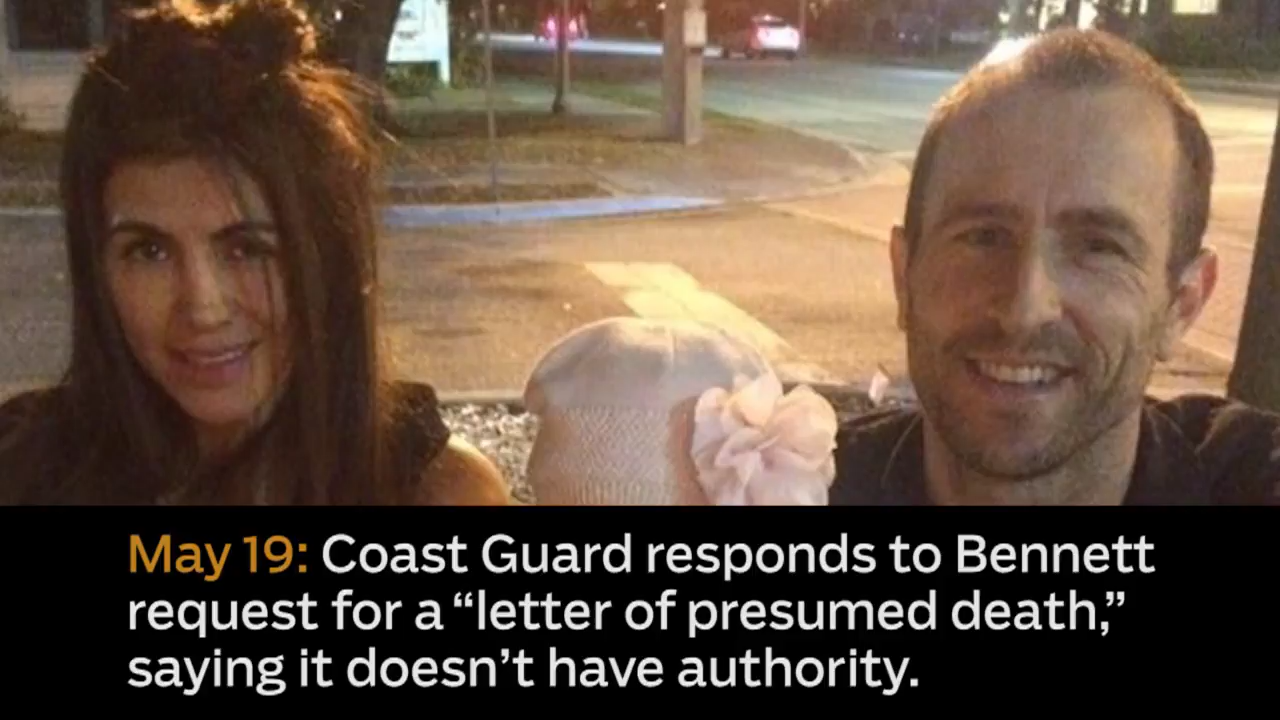 May 19: Coast Guard responds to Bennett
request for a “letter of presumed death,”
saying it doesn’t have authority.